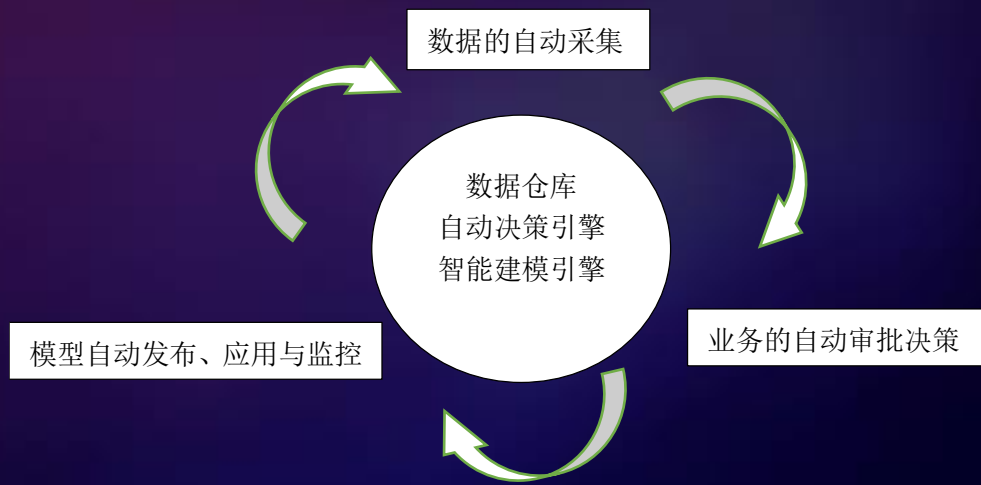 数据的自动采集
数据仓库
自动决策引擎
智能建模引擎
业务的自动审批决策
模型自动发布、应用与监控